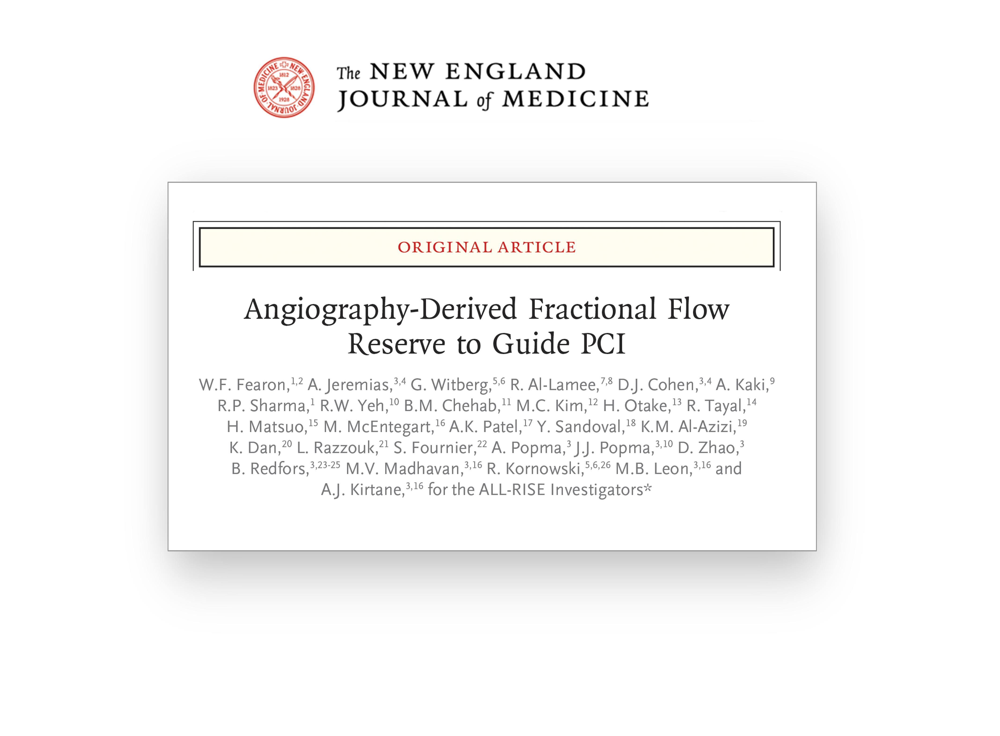 NEW ENGLAND JOURNAL OF MEDICINE
1812
1823 1828
1928
The NEW ENGLAND
JOURNAL of MEDICINE
ORIGINAL ARTICLE
Angiography-Derived Fractional Flow
Reserve to Guide PCI
W.F. Fearon,1,2 A. Jeremias,3,4 G. Witberg,5,6 R. Al-Lamee,7,8 D.J. Cohen,3,4 A. Kaki,9
R.P. Sharma,1 R.W. Yeh,10 B.M. Chehab,11 M.C. Kim,12 H. Otake,13 R. Tayal,14
H. Matsuo,15 M. McEntegart,16 A.K. Patel,17 Y. Sandoval,18 K.M. Al-Azizi,19
K. Dan,20 L. Razzouk,21 S. Fournier,22 A. Popma,3 J.J. Popma,3,10 D. Zhao,3
B. Redfors,3,23-25 M.V. Madhavan,3,16 R. Kornowski,5,6,26 M.B. Leon,3,16 and
A.J. Kirtane,3,16 for the ALL-RISE Investigators*